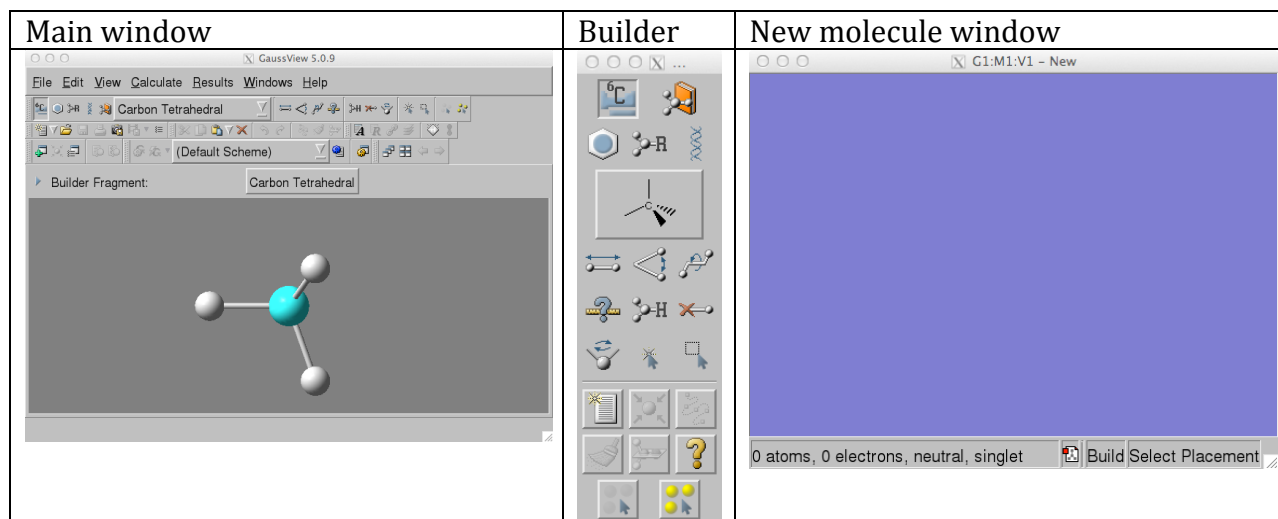 Main window
Builder
New molecule window
GaussView 5.0.9
File Edit View Calculate Results Windows Help
6C
Carbon Tetrahedral
H
A R
(Default Scheme)
Builder Fragment:
Carbon Tetrahedral
X ...
6C
R
C
?
H
?
X G1:M1:V1 – New
0 atoms, 0 electrons, neutral, singlet
Build
Select Placement